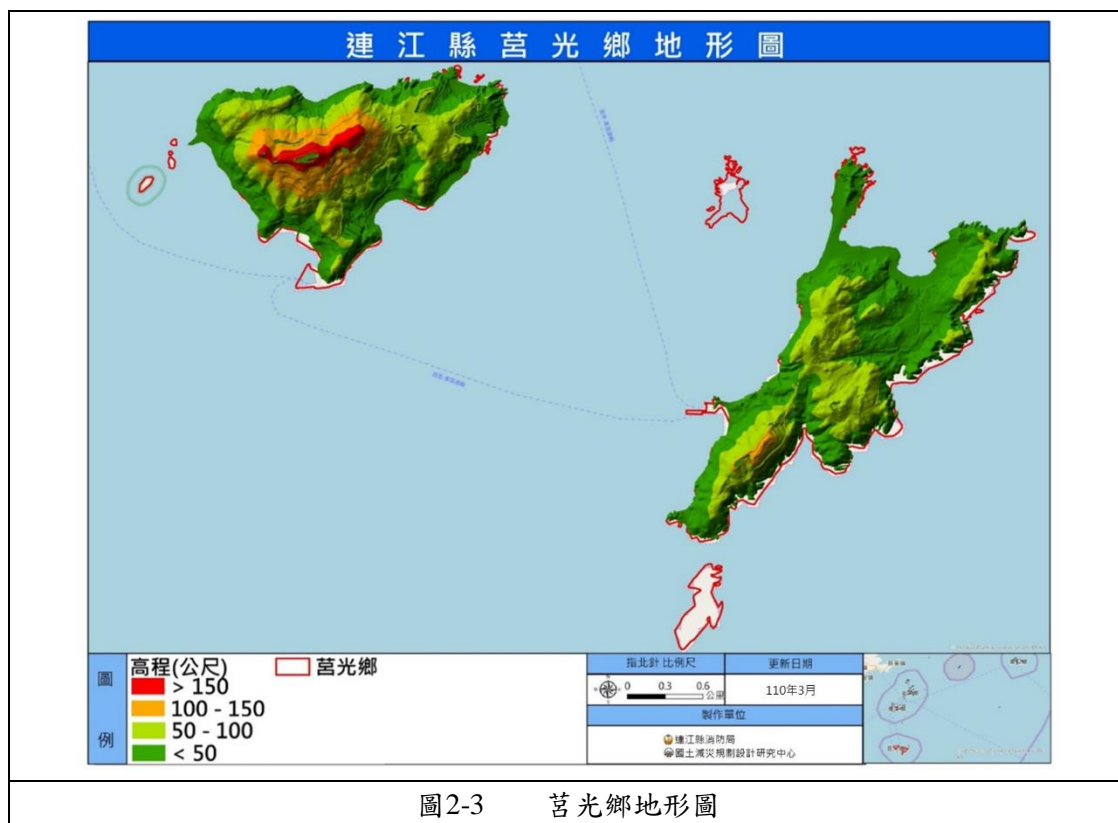 連江縣莒光鄉地形圖
圖例
高程(公尺)
> 150
100 - 150
50 - 100
< 50
莒光鄉
指北針 比例尺
0 0.3 0.6
公里
更新日期
110年3月
製作單位
連江縣消防局
國土減災規劃設計研究中心
圖2-3 莒光鄉地形圖